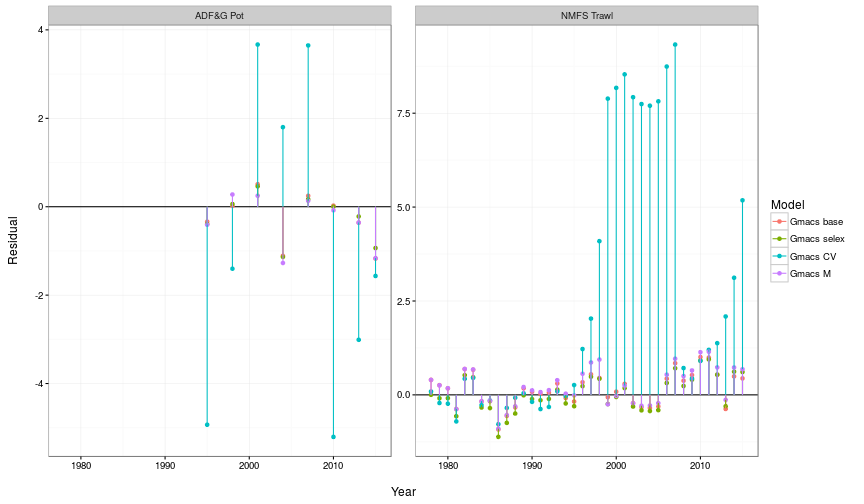 ADF&G Pot
NMFS Trawl
Residual
4
2
0
-2
-4
7.5
5.0
2.5
0.0
1980
1990
2000
2010
1980
1990
2000
2010
Year
Model
Gmacs base
Gmacs selex
Gmacs CV
Gmacs M